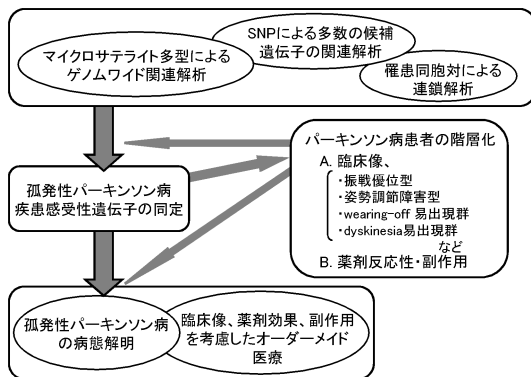 マイクロサテライト多型による
ゲノムワイド関連解析
SNPによる多数の候補
遺伝子の関連解析
罹患同胞対による
連鎖解析
孤発性パーキンソン病
疾患感受性遺伝子の同定
パーキンソン病患者の階層化
A. 臨床像、
・振戦優位型
・姿勢調節障害型
・wearing-off 易出現群
・dyskinesia易出現群
など
B. 薬剤反応性・副作用
孤発性パーキンソン病
の病態解明
臨床像、薬剤効果、副作用
を考慮したオーダーメイド
医療